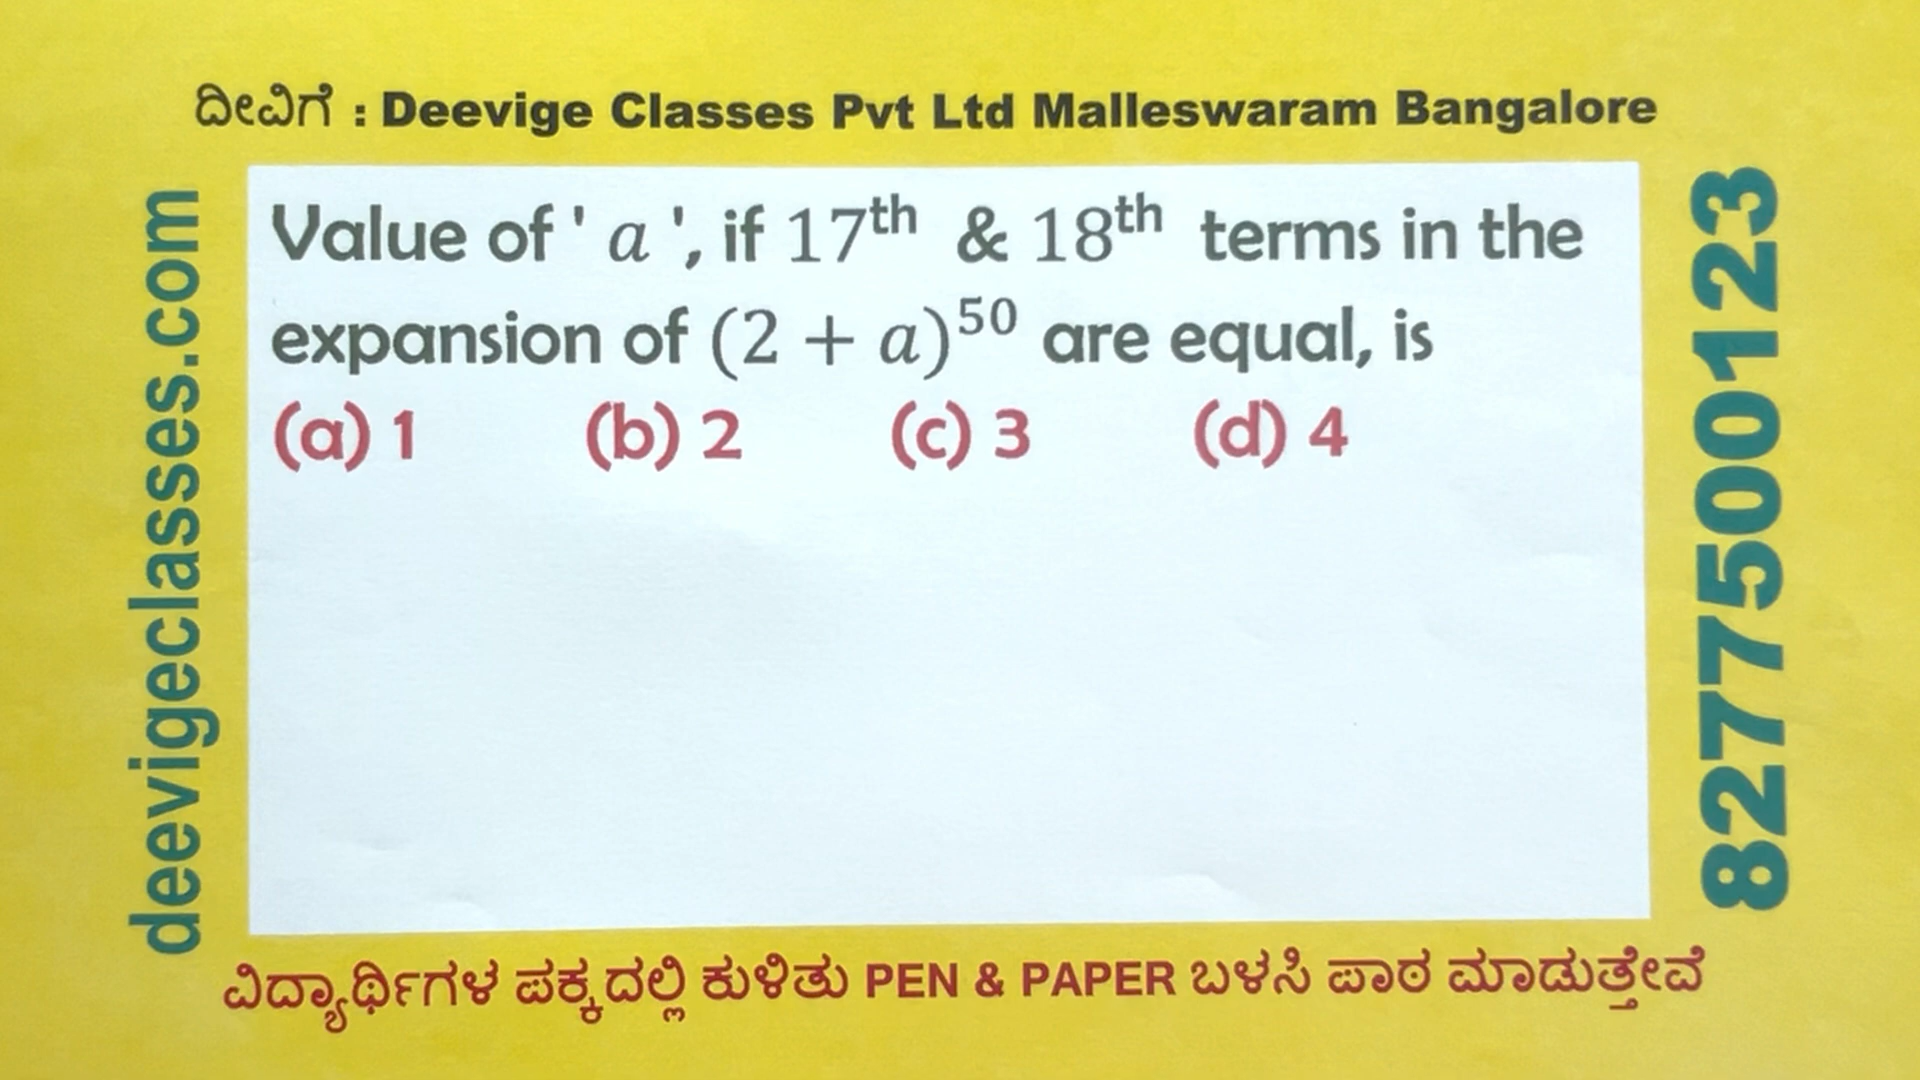 ದೀವಿಗೆ : Deevige Classes Pvt Ltd Malleswaram Bangalore
deevigeclasses.com
Value of ' a ', if 17th & 18th terms in the
expansion of (2 + a)^50 are equal, is
(a) 1 (b) 2 (c) 3 (d) 4
8277500123
ವಿದ್ಯಾರ್ಥಿಗಳ ಪಕ್ಕದಲ್ಲಿ ಕುಳಿತು PEN & PAPER ಬಳಸಿ ಪಾಠ ಮಾಡುತ್ತೇವೆ